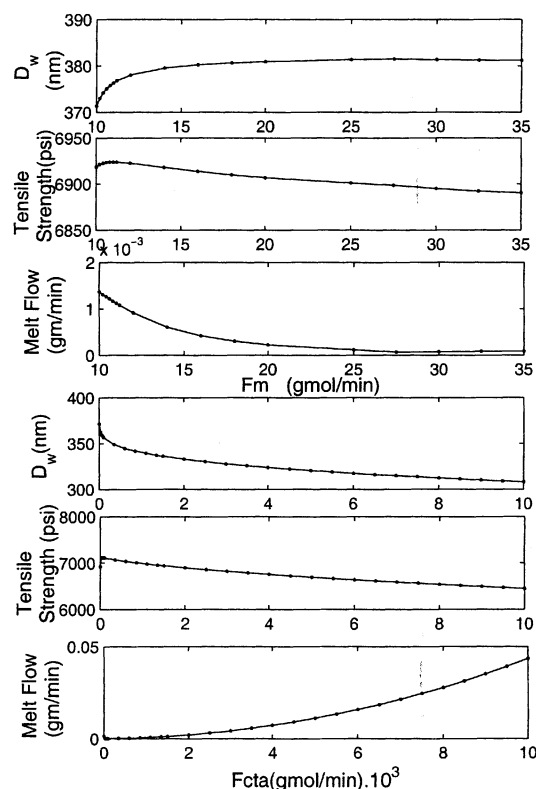 390
380
370
D_w
(nm)
10 15 20 25 30 35
6950
6900
6850
Tensile
Strength(psi)
10 15 20 25 30 35
x 10^-3
2
1
0
Melt Flow
(gm/min)
10 15 20 25 30 35
Fm (gmol/min)
400
350
300
D_w(nm)
0 2 4 6 8 10
8000
7000
6000
Tensile
Strength (psi)
0 2 4 6 8 10
0.05
0
Melt Flow
(gm/min)
0 2 4 6 8 10
Fcta(gmol/min).10^3